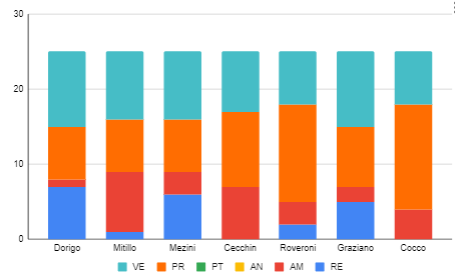 30
20
10
0
Dorigo Mitillo Mezini Cecchin Roveroni Graziano Cocco
VE PR PT AN AM RE